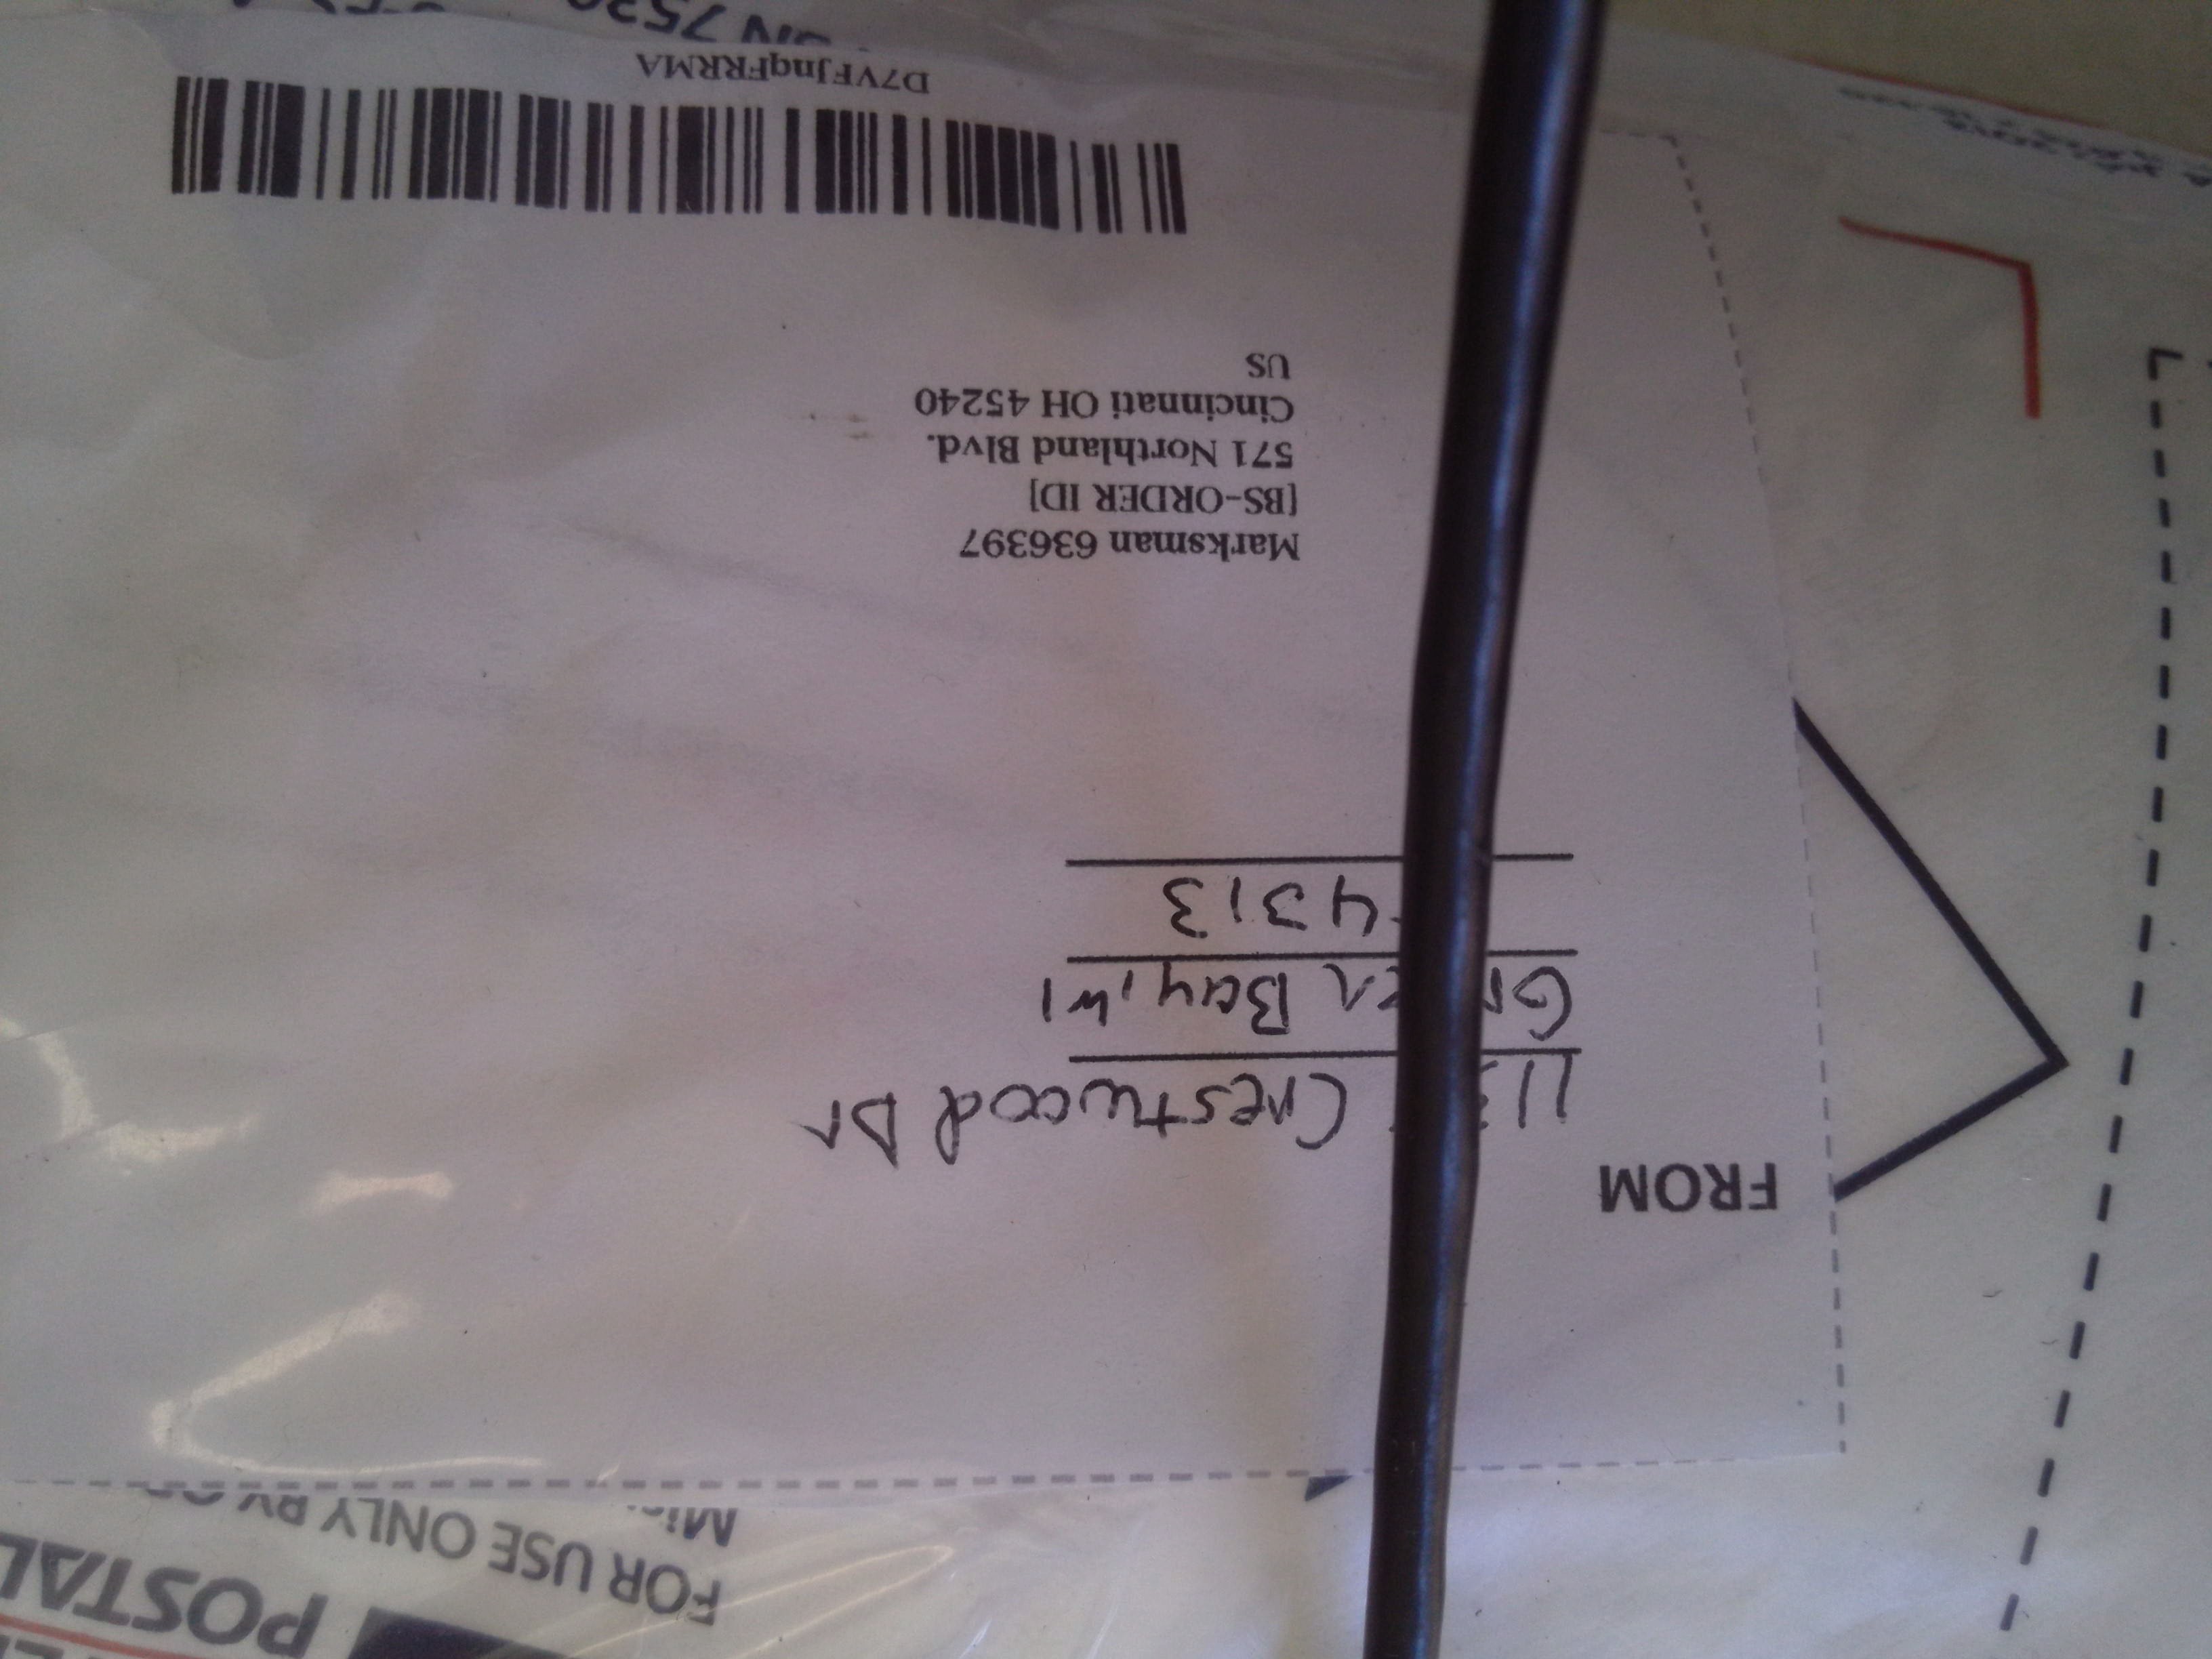 POSTAL
FOR USE ONLY BY
FROM
Crestwood Dr
Bay, WI
4313
Marksman 636397
[BS-ORDER ID]
571 Northland Blvd.
Cincinnati OH 45240
US
D7VFJnqFRRMA